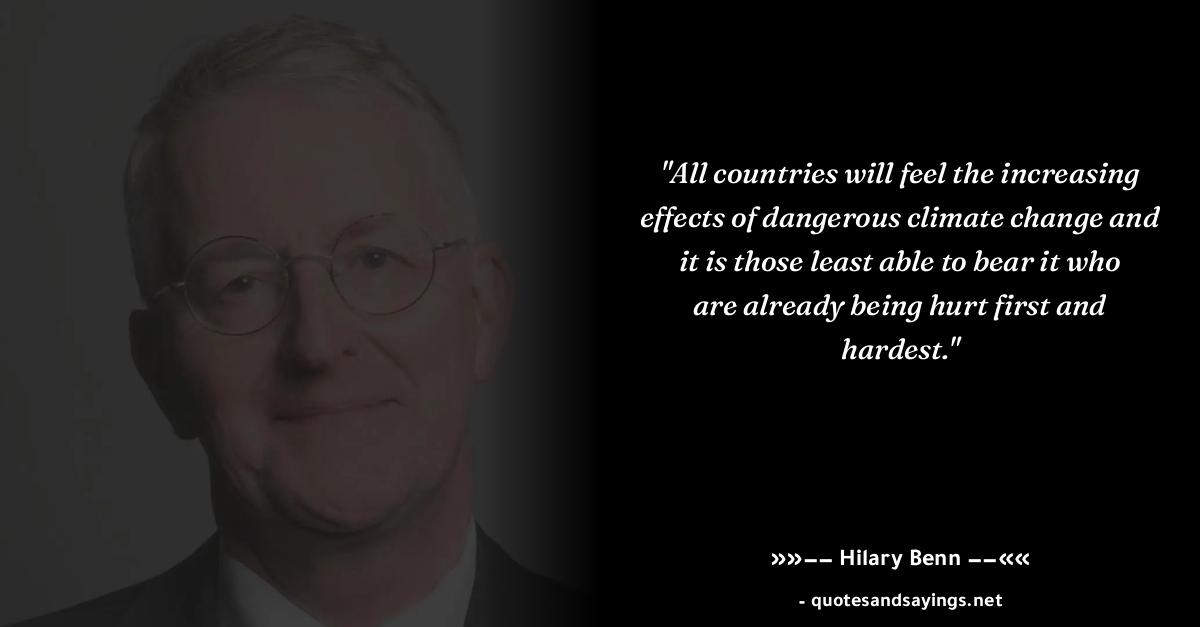 "All countries will feel the increasing
effects of dangerous climate change and
it is those least able to bear it who
are already being hurt first and
hardest."
»»–– Hilary Benn ––««
- quotesandsayings.net